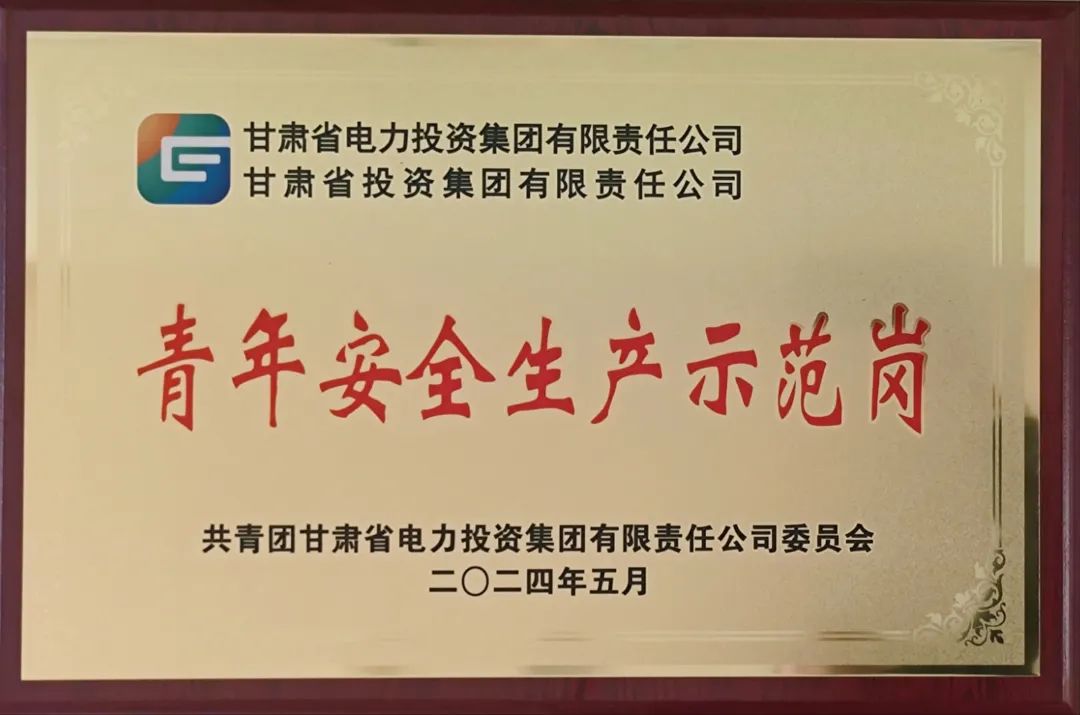 甘肃省电力投资集团有限责任公司
甘肃省投资集团有限责任公司
青年安全生产示范岗
共青团甘肃省电力投资集团有限责任公司委员会
二〇二四年五月